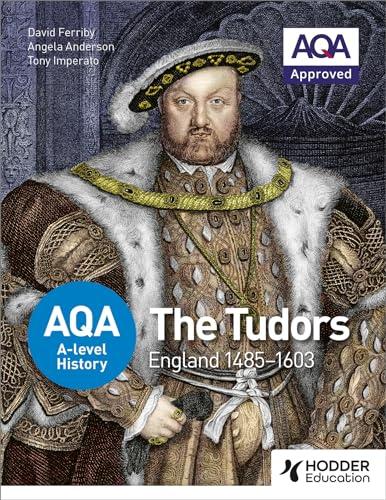 David Ferriby
Angela Anderson
Tony Imperato
AQA
Approved
AQA
A-level
History
The Tudors
England 1485–1603
HODDER
Education